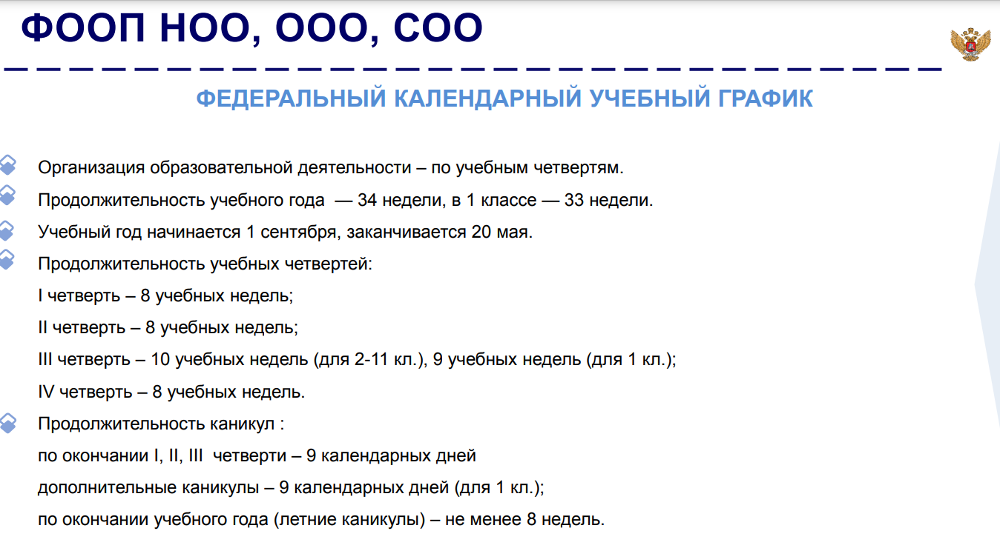 ФООП НОО, ООО, СОО
ФЕДЕРАЛЬНЫЙ КАЛЕНДАРНЫЙ УЧЕБНЫЙ ГРАФИК
Организация образовательной деятельности – по учебным четвертям.
Продолжительность учебного года — 34 недели, в 1 классе — 33 недели.
Учебный год начинается 1 сентября, заканчивается 20 мая.
Продолжительность учебных четвертей:
I четверть – 8 учебных недель;
II четверть – 8 учебных недель;
III четверть – 10 учебных недель (для 2-11 кл.), 9 учебных недель (для 1 кл.);
IV четверть – 8 учебных недель.
Продолжительность каникул :
по окончании I, II, III четверти – 9 календарных дней
дополнительные каникулы – 9 календарных дней (для 1 кл.);
по окончании учебного года (летние каникулы) – не менее 8 недель.